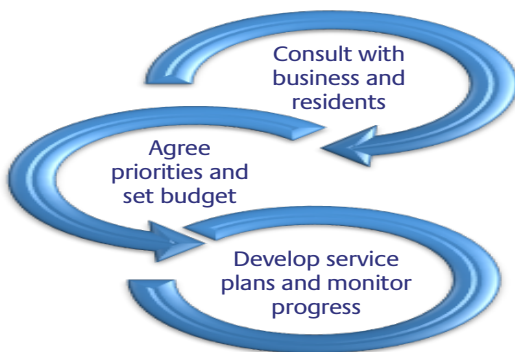 Consult with
business and
residents
Agree
priorities and
set budget
Develop service
plans and monitor
progress